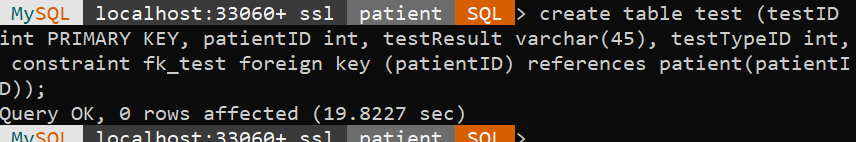 MySQL localhost:33060+ ssl patient SQL > create table test (testID
int PRIMARY KEY, patientID int, testResult varchar(45), testTypeID int,
constraint fk_test foreign key (patientID) references patient(patientI
D));
Query OK, 0 rows affected (19.8227 sec)
MySQL localhost:33060+ ssl patient SQL >